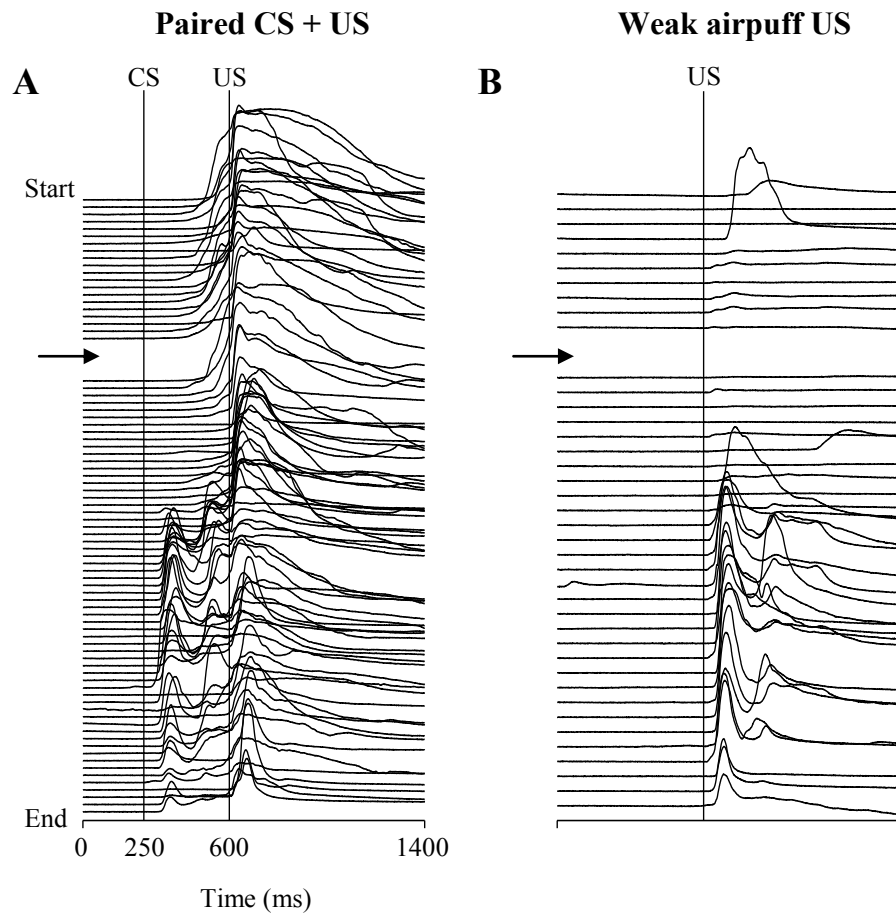 Paired CS + US
Weak airpuff US
A
CS
US
B
US
Start
End
0
250
600
1400
Time (ms)